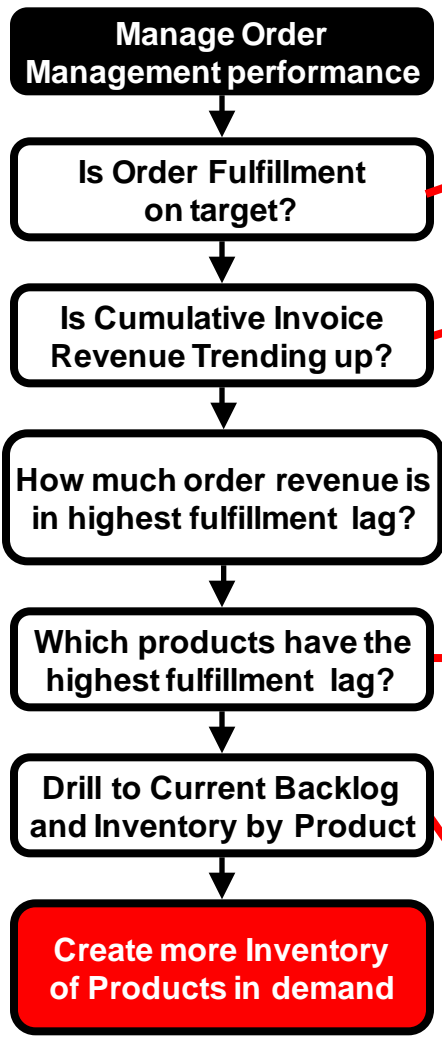 Manage Order
Management performance
Is Order Fulfillment
on target?
Is Cumulative Invoice
Revenue Trending up?
How much order revenue is
in highest fulfillment lag?
Which products have the
highest fulfillment lag?
Drill to Current Backlog
and Inventory by Product
Create more Inventory
of Products in demand